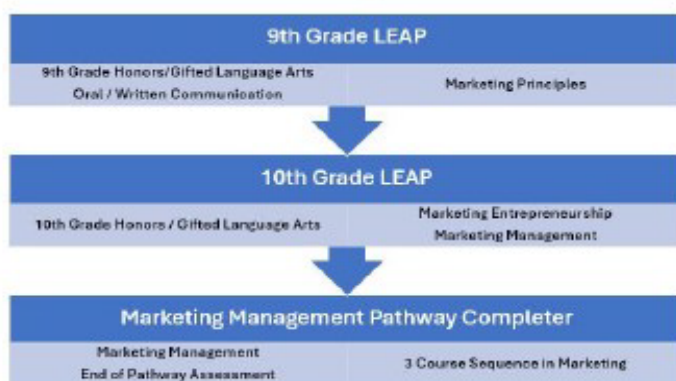 9th Grade LEAP
9th Grade Honors/Gifted Language Arts
Oral / Written Communication
Marketing Principles
10th Grade LEAP
10th Grade Honors / Gifted Language Arts
Marketing Entrepreneurship
Marketing Management
Marketing Management Pathway Completer
Marketing Management
End of Pathway Assessment
3 Course Sequence in Marketing